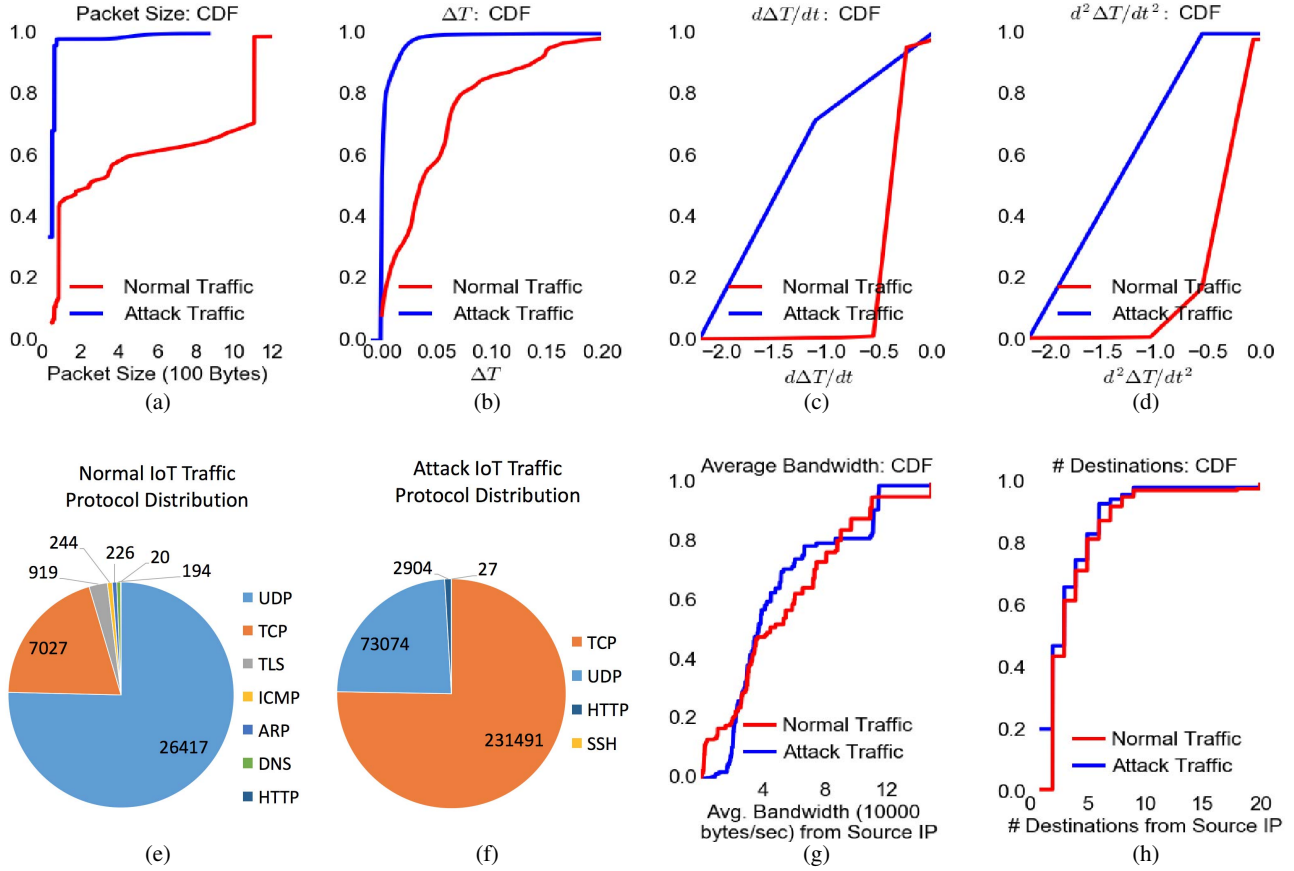 Packet Size: CDF
1.0
0.8
0.6
0.4
0.2
0.0
Normal Traffic
Attack Traffic
0 2 4 6 8 10 12
Packet Size (100 Bytes)
(a)
ΔT: CDF
1.0
0.8
0.6
0.4
0.2
0.0
Normal Traffic
Attack Traffic
0.00 0.05 0.10 0.15 0.20
ΔT
(b)
dΔT/dt: CDF
1.0
0.8
0.6
0.4
0.2
0.0
Normal Traffic
Attack Traffic
−2.0 −1.5 −1.0 −0.5 0.0
dΔT/dt
(c)
d²ΔT/dt²: CDF
1.0
0.8
0.6
0.4
0.2
0.0
Normal Traffic
Attack Traffic
−2.0 −1.5 −1.0 −0.5 0.0
d²ΔT/dt²
(d)
Normal IoT Traffic
Protocol Distribution
244 226 20
919 194
7027
26417
UDP
TCP
TLS
ICMP
ARP
DNS
HTTP
(e)
Attack IoT Traffic
Protocol Distribution
2904 27
73074
231491
TCP
UDP
HTTP
SSH
(f)
Average Bandwidth: CDF
1.0
0.8
0.6
0.4
0.2
0.0
Normal Traffic
Attack Traffic
4 8 12
Avg. Bandwidth (10000
bytes/sec) from Source IP
(g)
# Destinations: CDF
1.0
0.8
0.6
0.4
0.2
0.0
Normal Traffic
Attack Traffic
0 5 10 15 20
# Destinations from Source IP
(h)